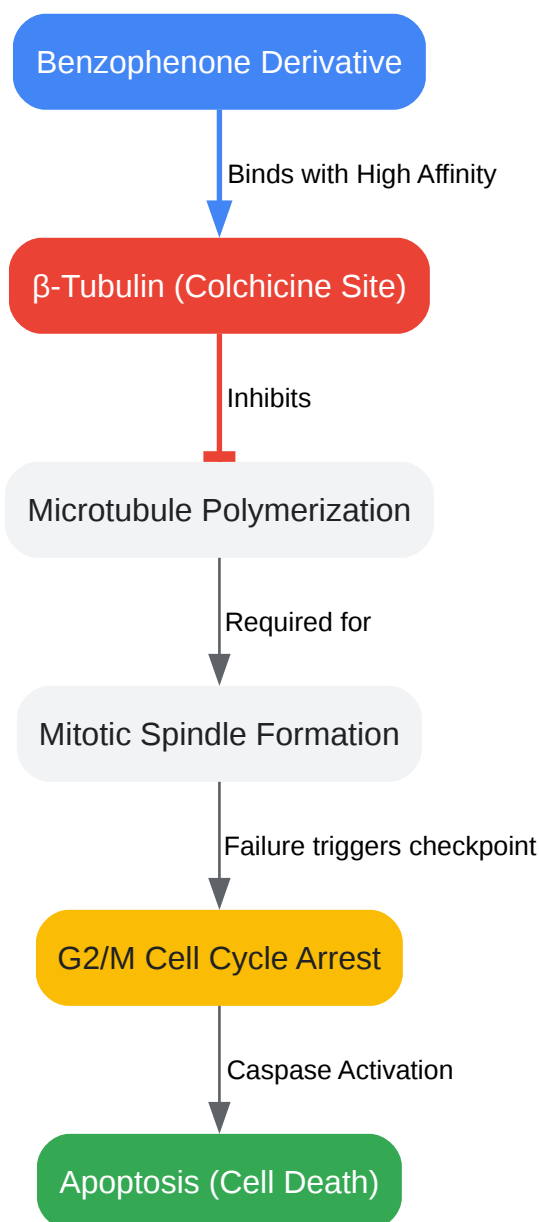 Benzophenone Derivative
Binds with High Affinity
β-Tubulin (Colchicine Site)
Inhibits
Microtubule Polymerization
Required for
Mitotic Spindle Formation
Failure triggers checkpoint
G2/M Cell Cycle Arrest
Caspase Activation
Apoptosis (Cell Death)